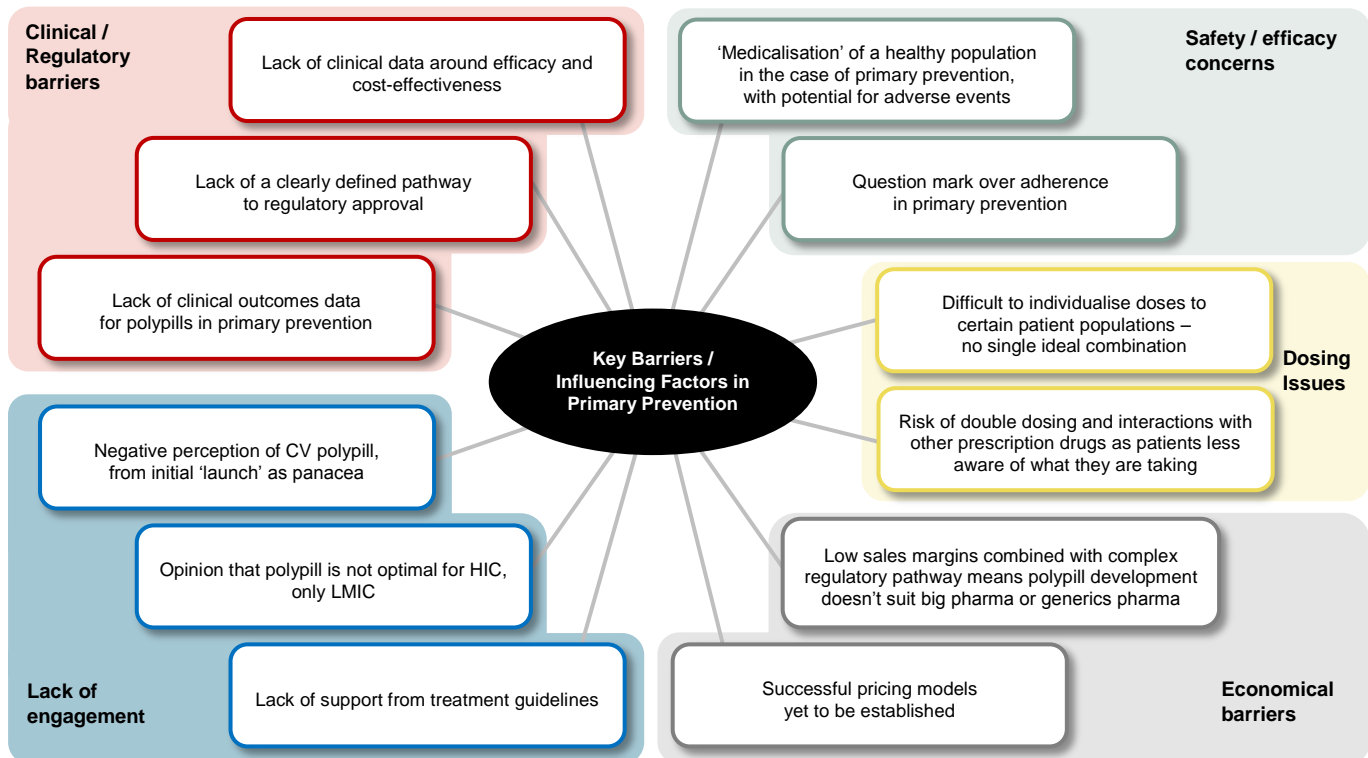 Clinical /
Regulatory
barriers
Lack of clinical data around efficacy and
cost-effectiveness
Lack of a clearly defined pathway
to regulatory approval
Lack of clinical outcomes data
for polypills in primary prevention
‘Medicalisation’ of a healthy population
in the case of primary prevention,
with potential for adverse events
Safety / efficacy
concerns
Question mark over adherence
in primary prevention
Key Barriers /
Influencing Factors in
Primary Prevention
Difficult to individualise doses to
certain patient populations –
no single ideal combination
Dosing
Issues
Risk of double dosing and interactions with
other prescription drugs as patients less
aware of what they are taking
Negative perception of CV polypill,
from initial ‘launch’ as panacea
Opinion that polypill is not optimal for HIC,
only LMIC
Lack of support from treatment guidelines
Lack of
engagement
Low sales margins combined with complex
regulatory pathway means polypill development
doesn’t suit big pharma or generics pharma
Successful pricing models
yet to be established
Economical
barriers